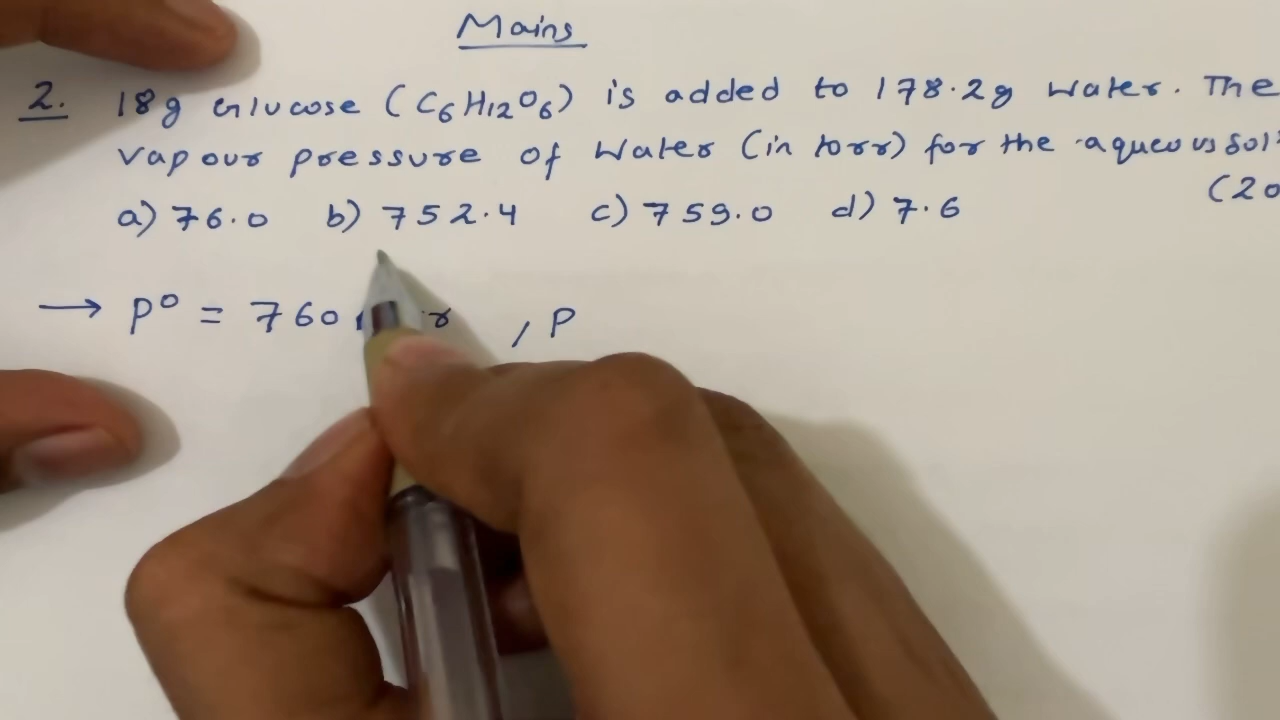 Mains
2. 18g Glucose (C6H12O6) is added to 178.2g water. The
vapour pressure of water (in torr) for the aqueous Sol
(20
a) 76.0 b) 752.4 c) 759.0 d) 7.6
→ P⁰ = 760 , P